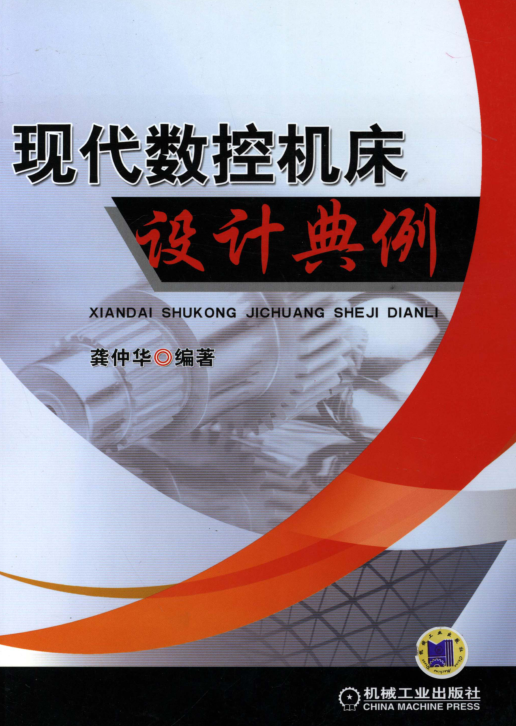 现代数控机床
设计典例
XIANDAI SHUKONG JICHUANG SHEJI DIANLI
龚仲华◎编著
机械工业出版社
CHINA MACHINE PRESS